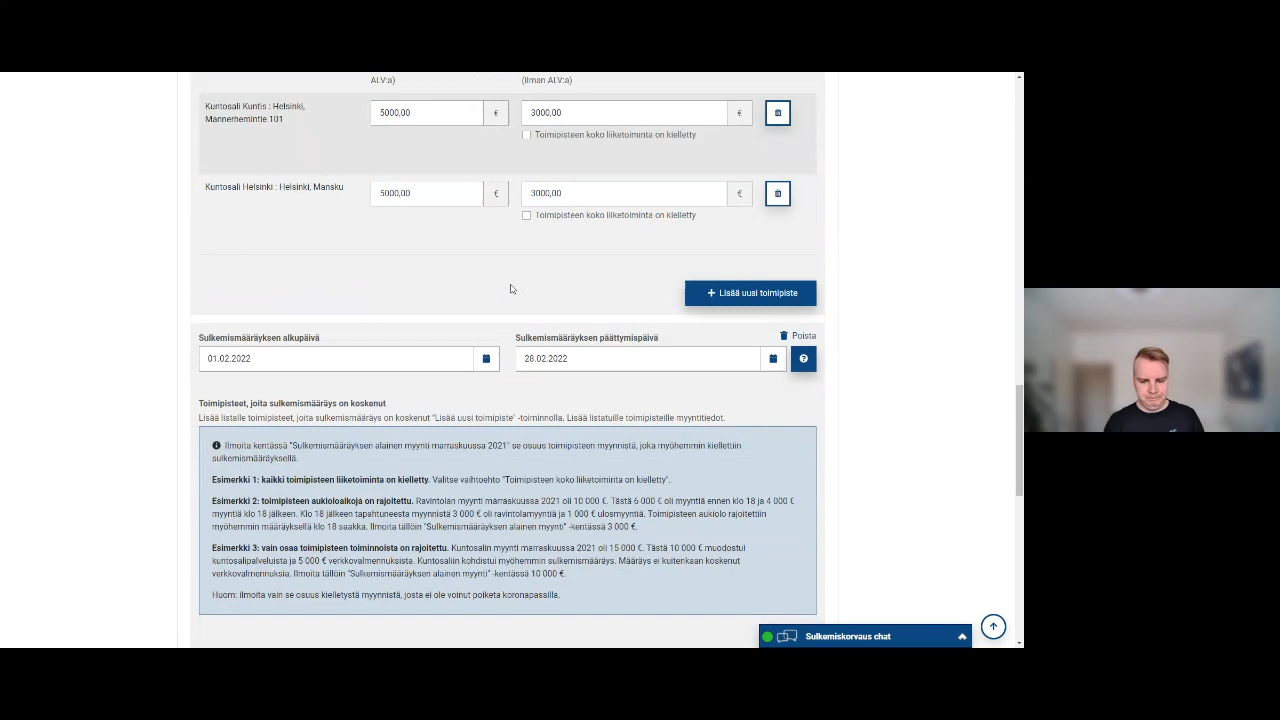 ALV:a) (ilman ALV:a)
Kuntosali Kuntis : Helsinki, 5000,00 € 3000,00 €
Mannerheimintie 101
Toimipisteen koko liiketoiminta on kielletty
Kuntosali Helsinki : Helsinki, Mansku 5000,00 € 3000,00 €
Toimipisteen koko liiketoiminta on kielletty
+ Lisää uusi toimipiste
Poista
Sulkemismääräyksen alkupäivä Sulkemismääräyksen päättymispäivä
01.02.2022 28.02.2022 ?
Toimipisteet, joita sulkemismääräys on koskenut
Lisää listalle toimipisteet, joita sulkemismääräys on koskenut "Lisää uusi toimipiste" -toiminnolla. Lisää listatuille toimipisteille myyntitiedot.
Ilmoita kentässä "Sulkemismääräyksen alainen myynti marraskuussa 2021" se osuus toimipisteen myynnistä, joka myöhemmin kiellettiin
sulkemismääräyksellä.
Esimerkki 1: kaikki toimipisteen liiketoiminta on kielletty. Valitse vaihtoehto "Toimipisteen koko liiketoiminta on kielletty".
Esimerkki 2: toimipisteen aukioloaikoja on rajoitettu. Ravintolan myynti marraskuussa 2021 oli 10 000 €. Tästä 6 000 € oli myyntiä ennen klo 18 ja 4 000 €
myyntiä klo 18 jälkeen. Klo 18 jälkeen tapahtuneesta myynnistä 3 000 € oli ravintolamyyntiä ja 1 000 € ulosmyyntiä. Toimipisteen aukiolo rajoitettiin
myöhemmin määräyksellä klo 18 saakka. Ilmoita tällöin "Sulkemismääräyksen alainen myynti" -kentässä 3 000 €.
Esimerkki 3: vain osaa toimipisteen toiminnoista on rajoitettu. Kuntosalin myynti marraskuussa 2021 oli 15 000 €. Tästä 10 000 € muodostui
kuntosalipalveluista ja 5 000 € verkkovalmennuksista. Kuntosaliin kohdistui myöhemmin sulkemismääräys. Määräys ei kuitenkaan koskenut
verkkovalmennuksia. Ilmoita tällöin "Sulkemismääräyksen alainen myynti" -kentässä 10 000 €.
Huom: ilmoita vain se osuus kielletystä myynnistä, josta ei ole voinut poiketa koronapassilla.
Sulkemiskorvaus chat